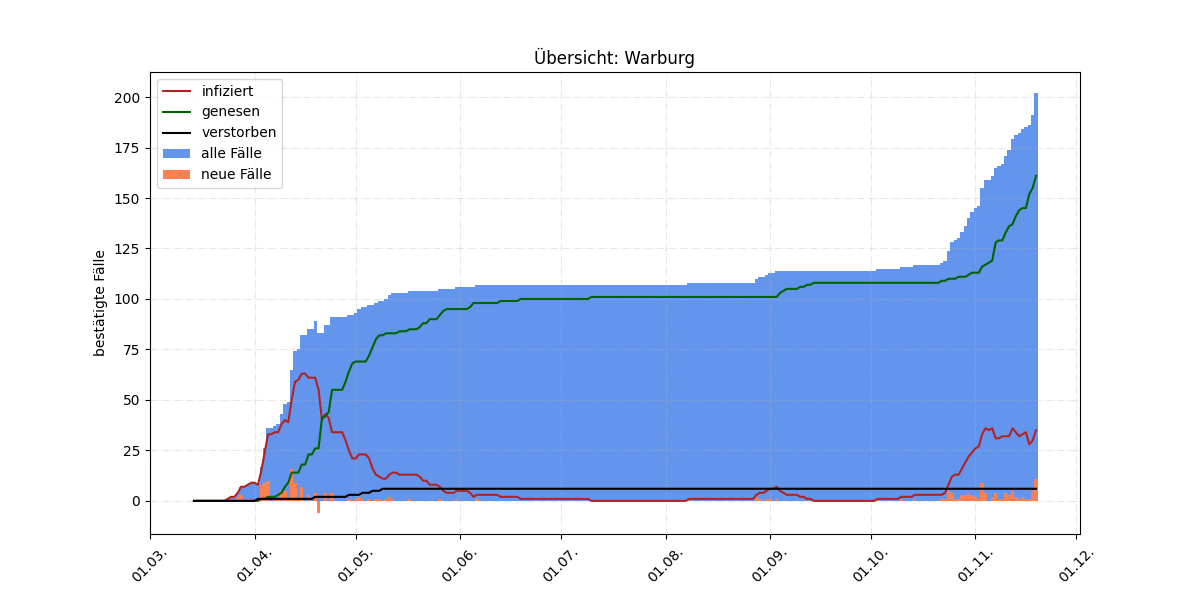 Übersicht: Warburg
infiziert
genesen
verstorben
alle Fälle
neue Fälle
bestätigte Fälle
200
175
150
125
100
75
50
25
0
01.03.
01.04.
01.05.
01.06.
01.07.
01.08.
01.09.
01.10.
01.11.
01.12.